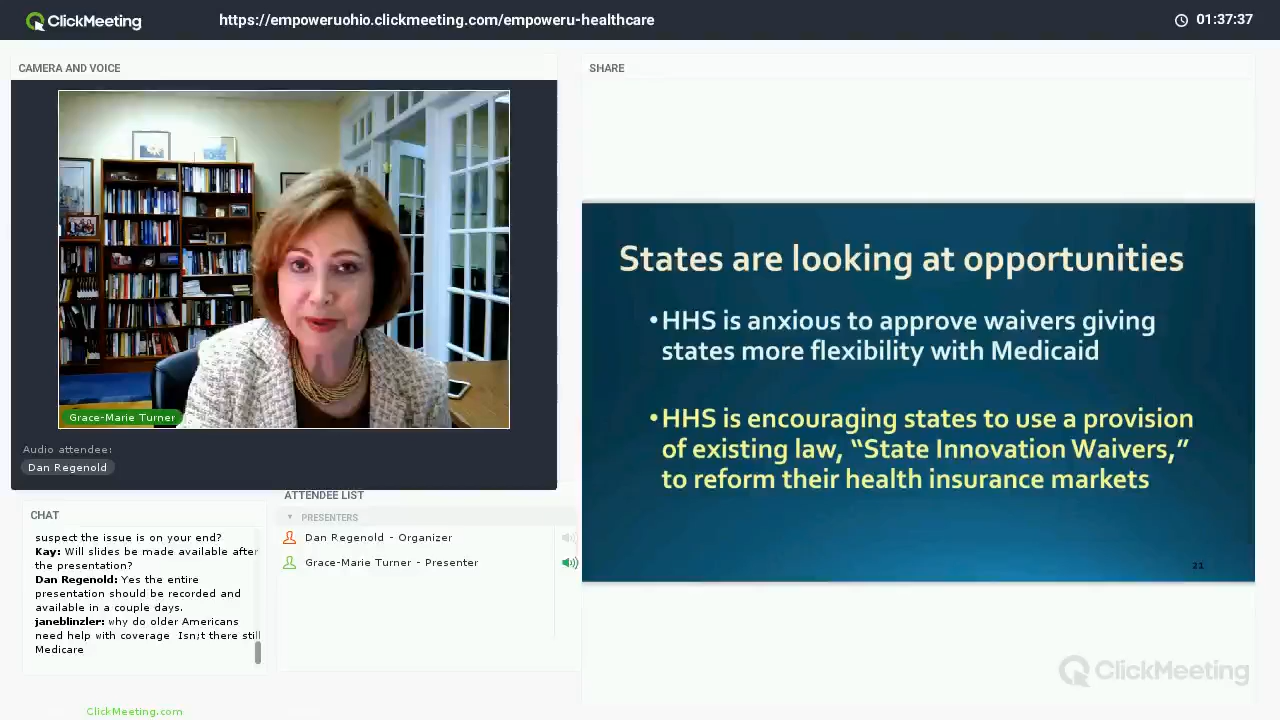 ClickMeeting
https://empoweruohio.clickmeeting.com/empoweru-healthcare
01:37:37
CAMERA AND VOICE
Grace-Marie Turner
Audio attendee:
Dan Regenold
CHAT
suspect the issue is on your end?
Kay: Will slides be made available after
the presentation?
Dan Regenold: Yes the entire
presentation should be recorded and
available in a couple days.
janeblinzler: why do older Americans
need help with coverage Isn;t there still
Medicare
ClickMeeting.com
ATTENDEE LIST
PRESENTERS
Dan Regenold - Organizer
Grace-Marie Turner - Presenter
SHARE
States are looking at opportunities
•HHS is anxious to approve waivers giving
states more flexibility with Medicaid
•HHS is encouraging states to use a provision
of existing law, “State Innovation Waivers,”
to reform their health insurance markets
21
ClickMeeting